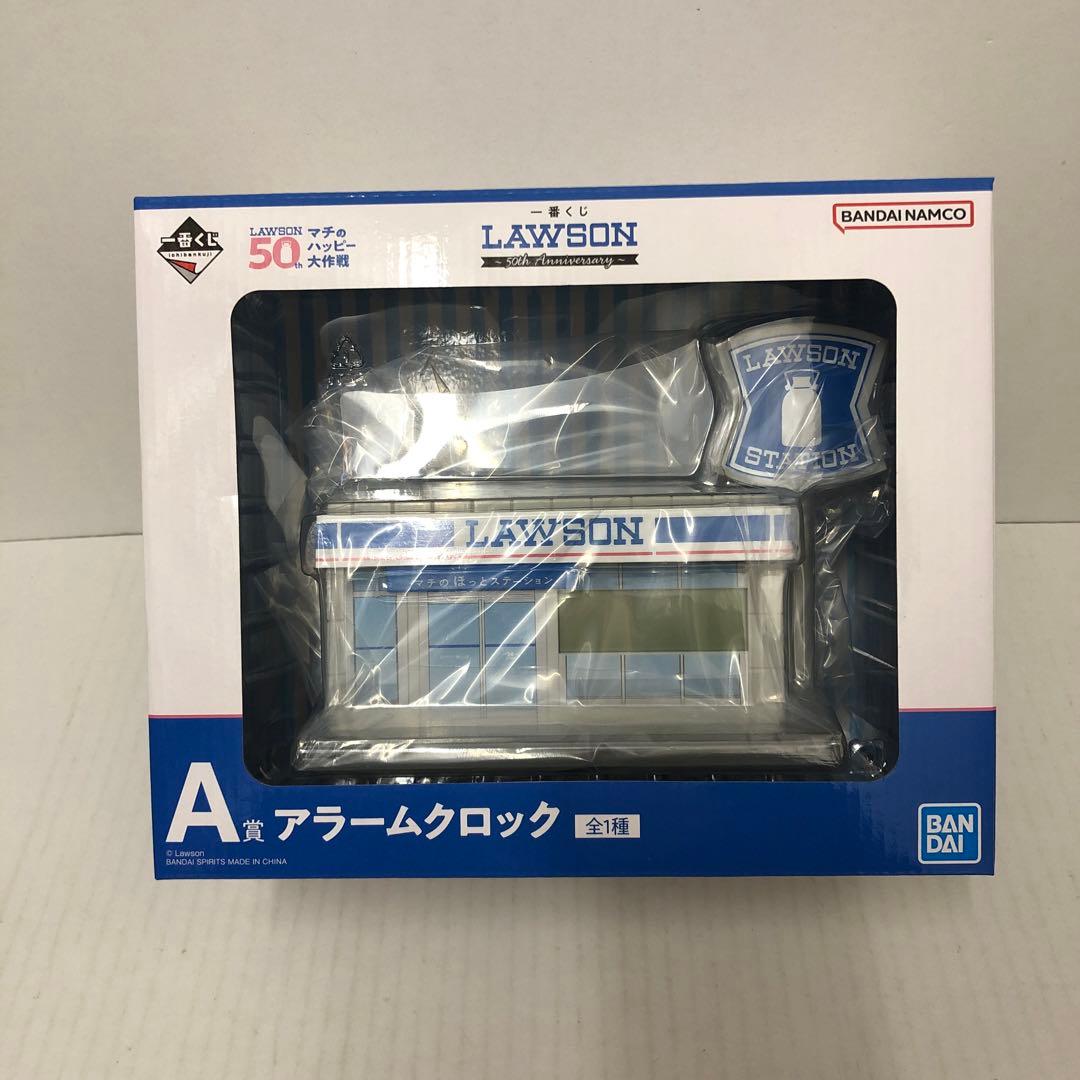 一番くじ
ichibankuji
LAWSON
50th
マチの
ハッピー
大作戦
一番くじ
LAWSON
~ 50th Anniversary ~
BANDAI NAMCO
LAWSON
STATION
LAWSON
マチの ほっとステーション
A賞 アラームクロック 全1種
© Lawson
BANDAI SPIRITS MADE IN CHINA
BAN
DAI